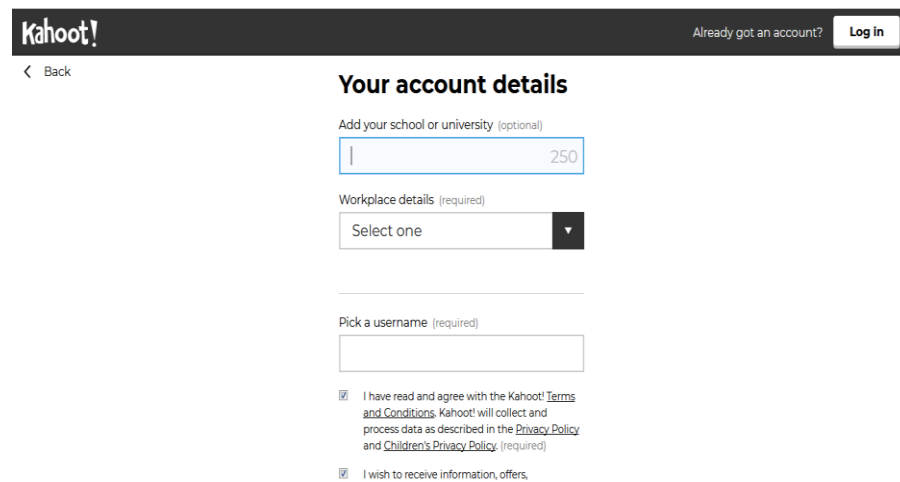 Kahoot!
Already got an account?
Log in
Back
Your account details
Add your school or university (optional)
250
Workplace details (required)
Select one
Pick a username (required)
I have read and agree with the Kahoot! Terms
and Conditions. Kahoot! will collect and
process data as described in the Privacy Policy
and Children's Privacy Policy. (required)
I wish to receive information, offers,